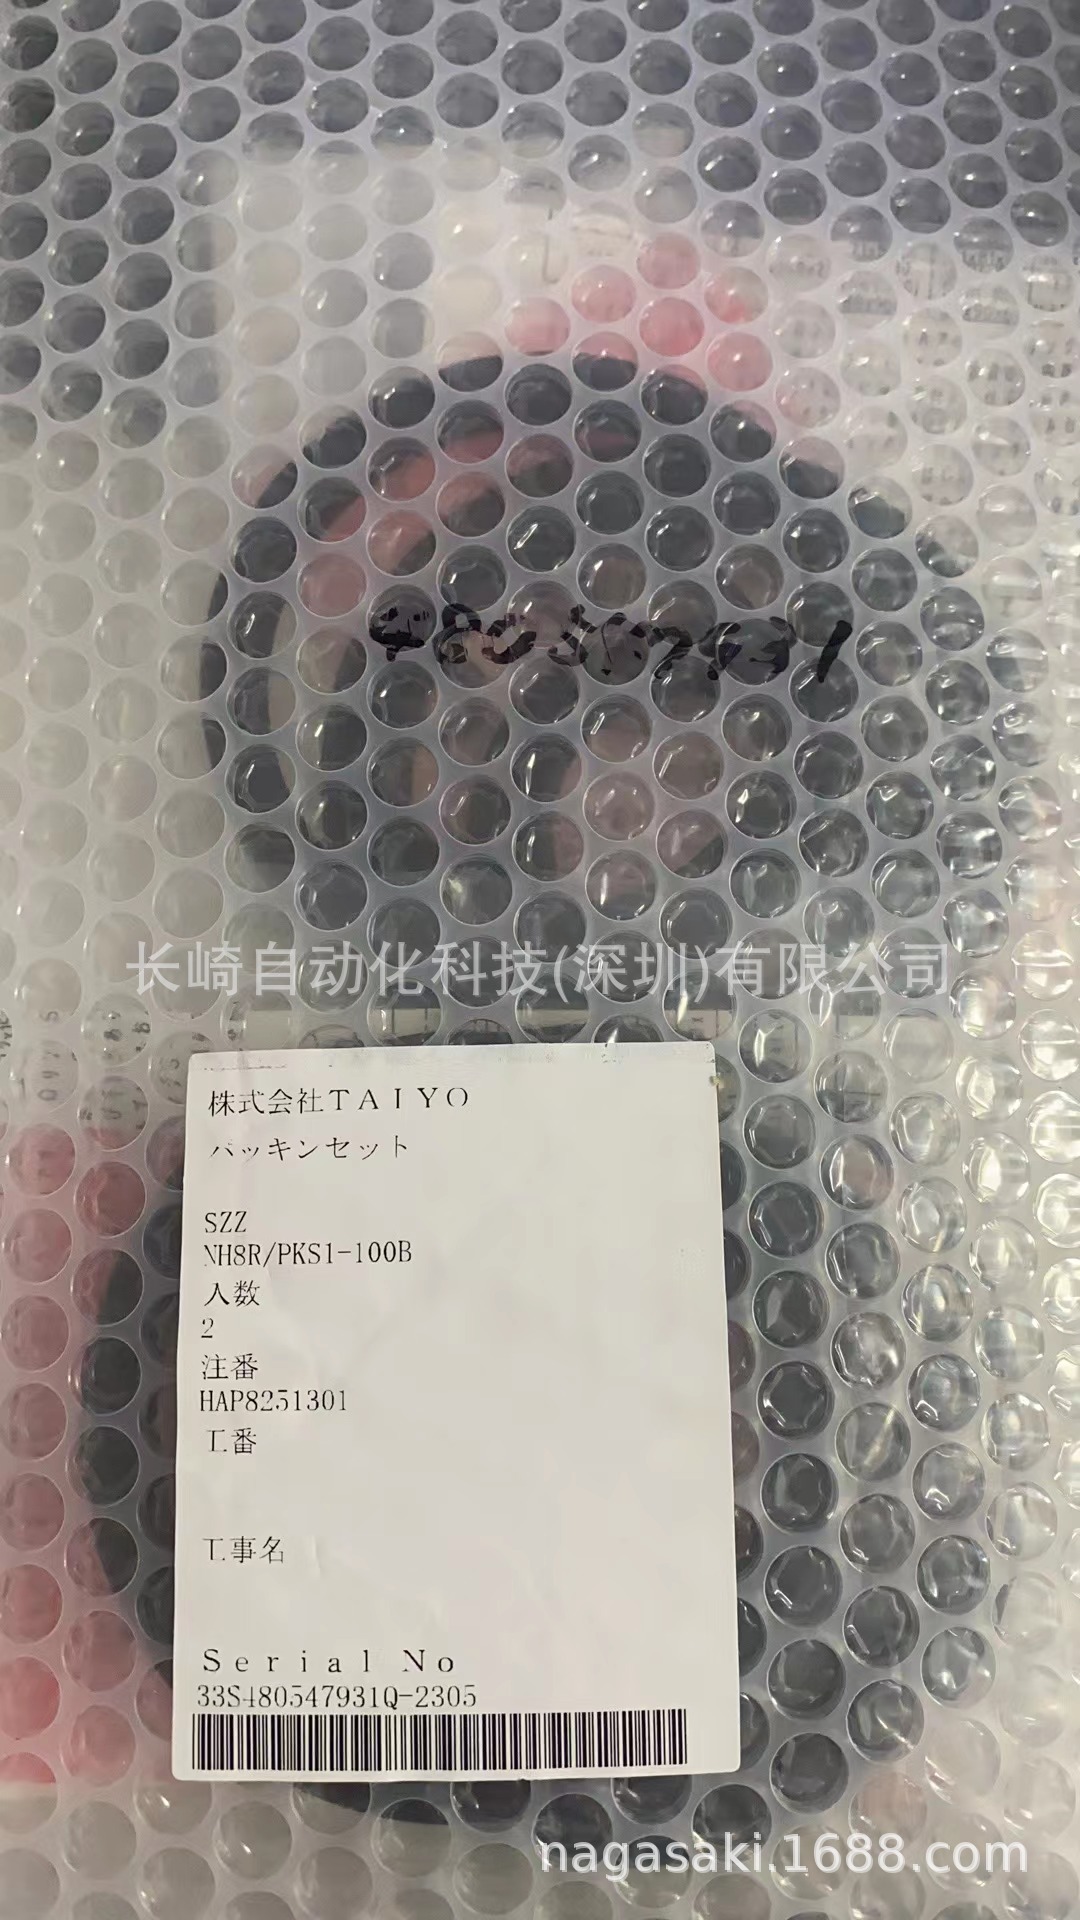 長崎自动化科技(深圳)有限公司
株式会社TAIYO
パッキンセット
SZZ
NH8R/PKS1-100B
入数
2
注番
HAP8251301
工番
工事名
Serial No
33S480547931Q-2305
nagasaki.1688.com